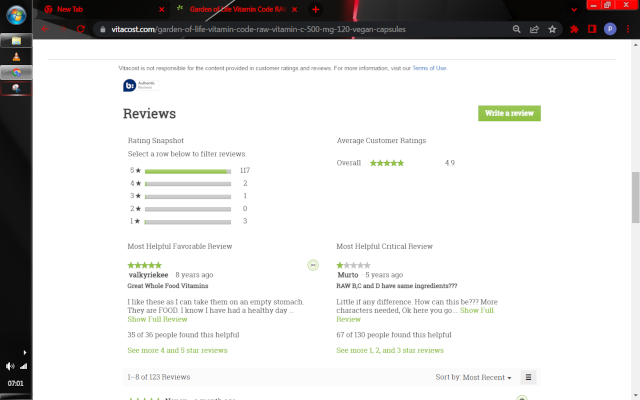 New Tab
Garden of Life Vitamin Code RAW
vitacost.com/garden-of-life-vitamin-code-raw-vitamin-c-500-mg-120-vegan-capsules
Vitacost is not responsible for the content provided in customer ratings and reviews. For more information, visit our Terms of Use.
Authentic Reviews
Reviews
Write a review
Rating Snapshot
Select a row below to filter reviews.
5★ 117
4★ 2
3★ 1
2★ 0
1★ 3
Average Customer Ratings
Overall ★★★★★ 4.9
Most Helpful Favorable Review
valkyriekee · 8 years ago
Great Whole Food Vitamins
I like these as I can take them on an empty stomach.
They are FOOD. I know I have had a healthy day ...
Show Full Review
35 of 36 people found this helpful
See more 4 and 5 star reviews
Most Helpful Critical Review
Murto · 5 years ago
RAW B,C and D have same ingredients???
Little if any difference. How can this be??? More
characters needed, Ok here you go... Show Full
Review
67 of 130 people found this helpful
See more 1, 2, and 3 star reviews
1–8 of 123 Reviews
Sort by: Most Recent
07:01